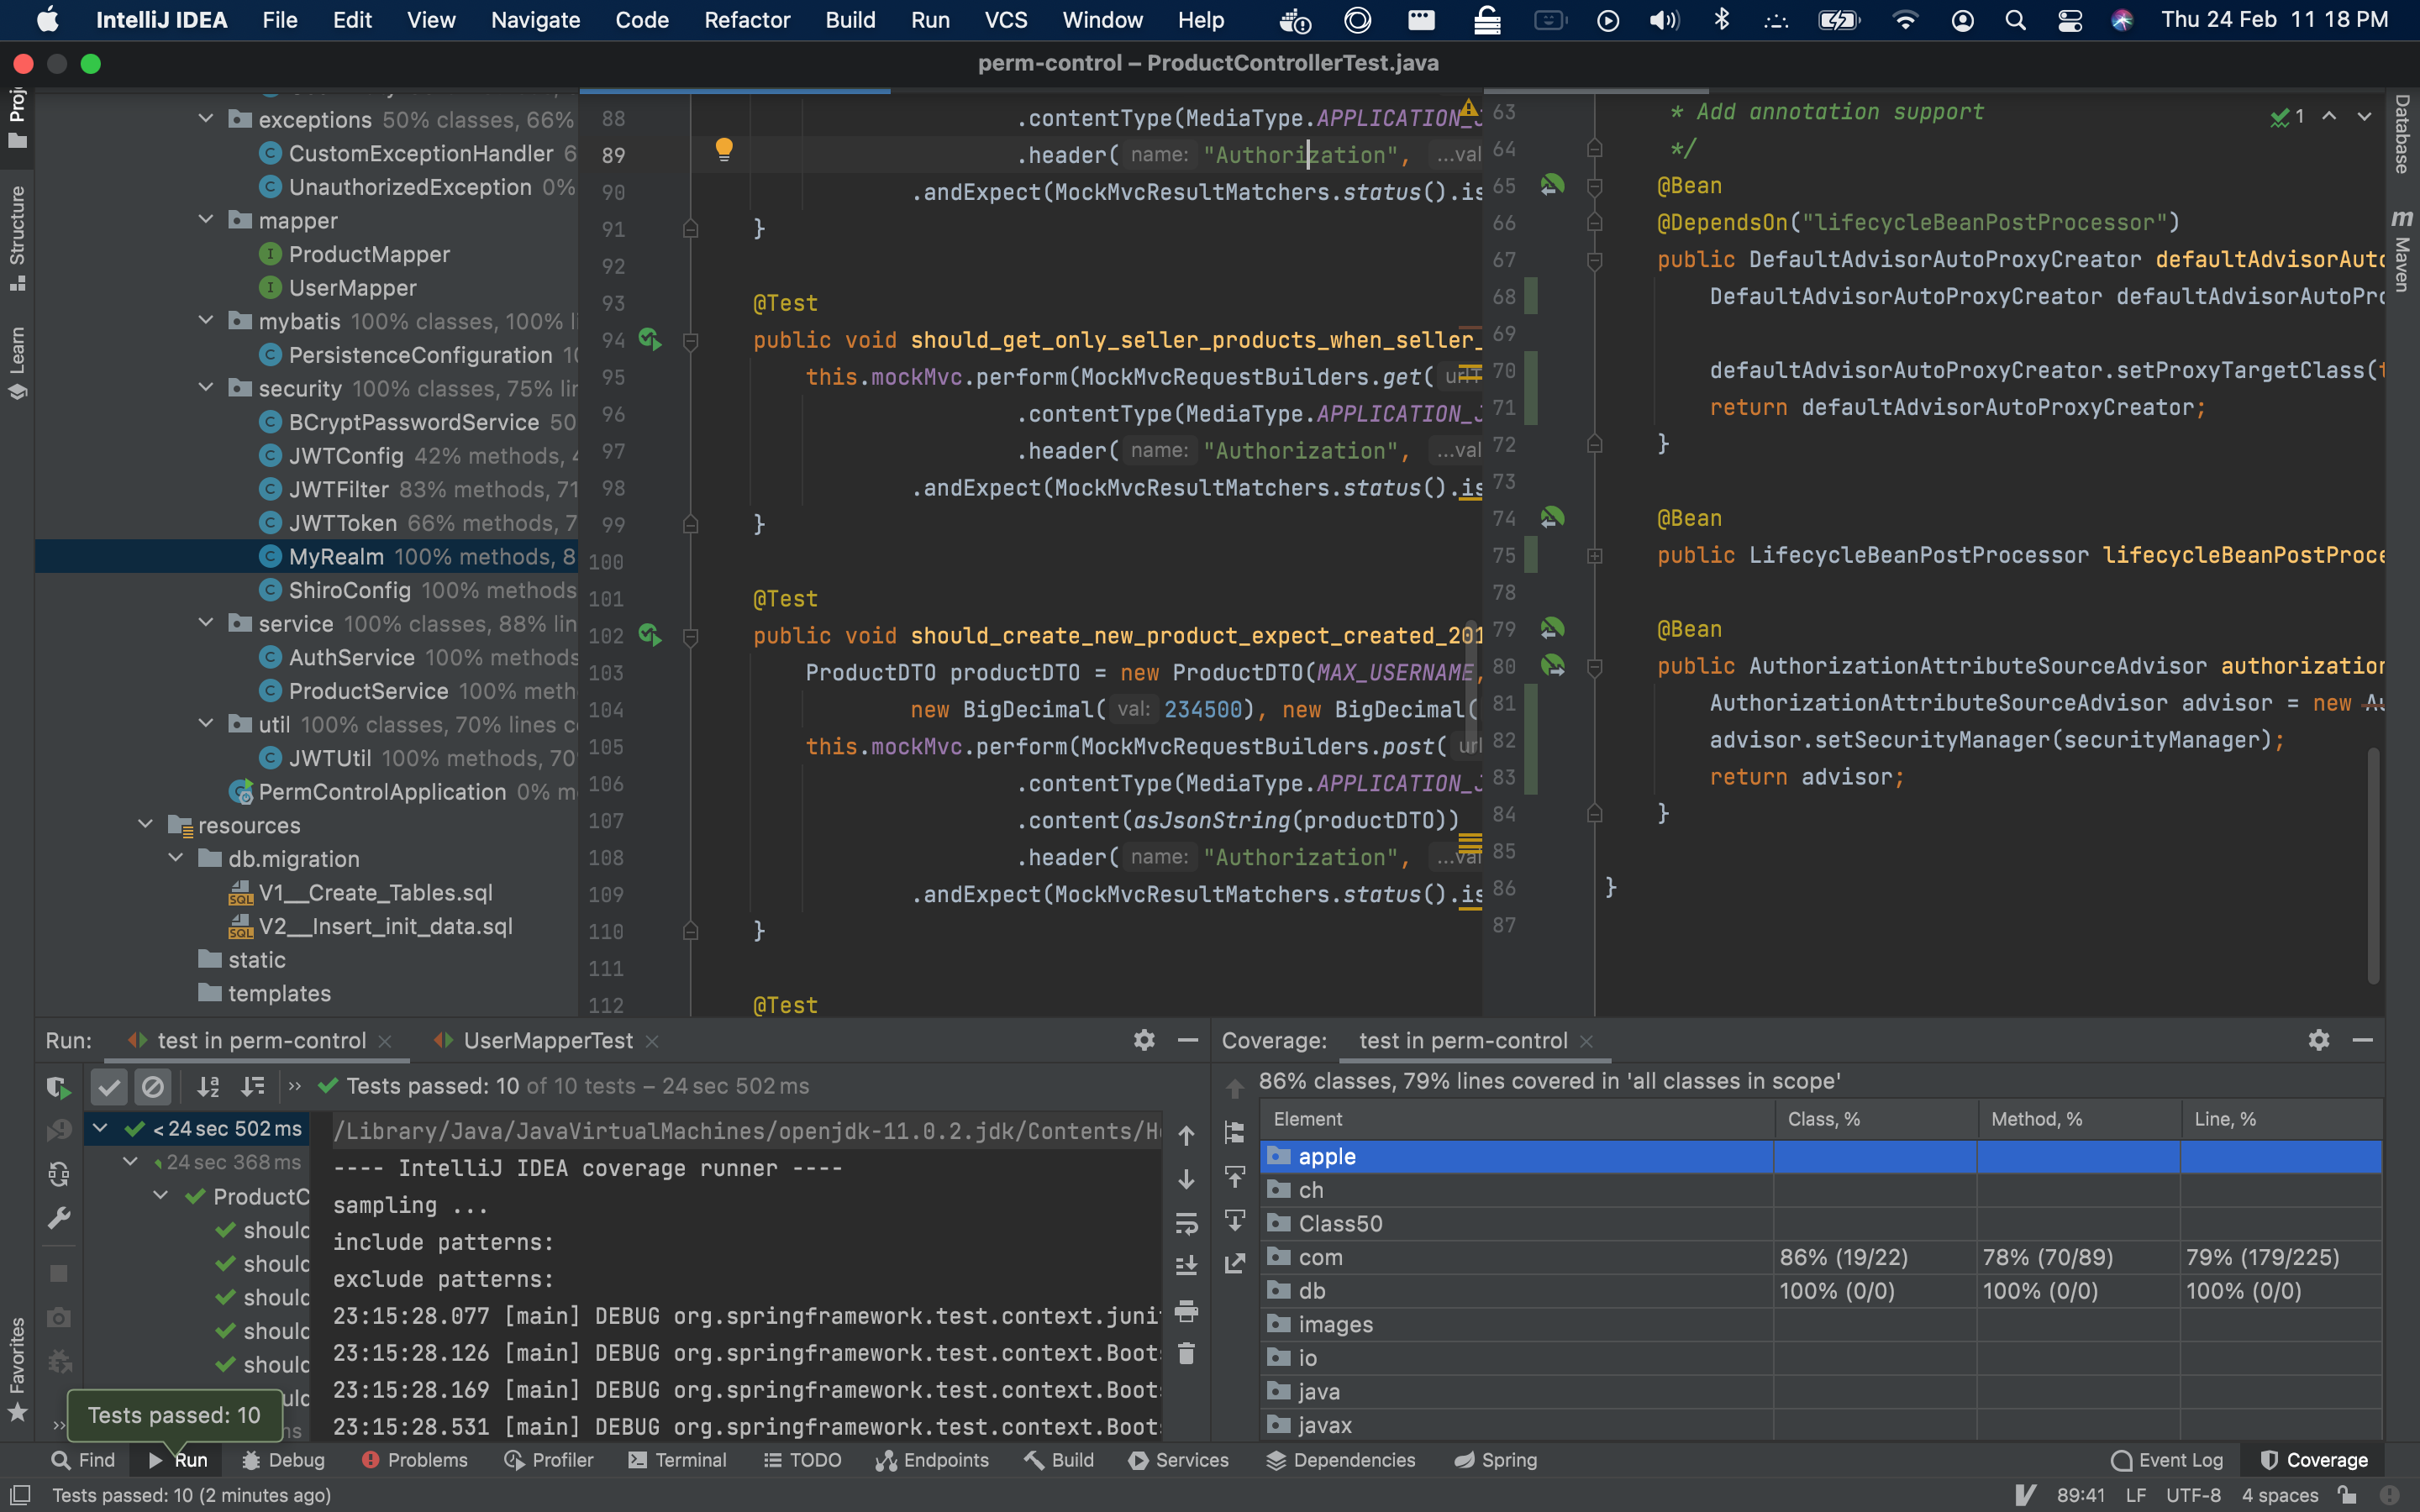 IntelliJ IDEA File Edit View Navigate Code Refactor Build Run VCS Window Help Thu 24 Feb 11 18 PM
perm-control – ProductControllerTest.java
Structure
Learn
Favorites
exceptions 50% classes, 66%
CustomExceptionHandler 6
UnauthorizedException 0%
mapper
ProductMapper
UserMapper
mybatis 100% classes, 100% li
PersistenceConfiguration 10
security 100% classes, 75% lin
BCryptPasswordService 50
JWTConfig 42% methods, 4
JWTFilter 83% methods, 71
JWTToken 66% methods, 7
MyRealm 100% methods, 8
ShiroConfig 100% methods
service 100% classes, 88% lin
AuthService 100% methods
ProductService 100% meth
util 100% classes, 70% lines c
JWTUtil 100% methods, 70
PermControlApplication 0% m
resources
db.migration
V1__Create_Tables.sql
V2__Insert_init_data.sql
static
templates
88 .contentType(MediaType.APPLICATION_J
89 .header( name: "Authorization", ...val
90 .andExpect(MockMvcResultMatchers.status().is
91 }
92
93 @Test
94 public void should_get_only_seller_products_when_seller_
95 this.mockMvc.perform(MockMvcRequestBuilders.get(
96 .contentType(MediaType.APPLICATION_J
97 .header( name: "Authorization", ...val
98 .andExpect(MockMvcResultMatchers.status().is
99 }
100
101 @Test
102 public void should_create_new_product_expect_created_201
103 ProductDTO productDTO = new ProductDTO(MAX_USERNAME,
104 new BigDecimal( val: 234500), new BigDecimal(
105 this.mockMvc.perform(MockMvcRequestBuilders.post(
106 .contentType(MediaType.APPLICATION_J
107 .content(asJsonString(productDTO))
108 .header( name: "Authorization", ...val
109 .andExpect(MockMvcResultMatchers.status().is
110 }
111
112 @Test
63 * Add annotation support
64 */
65 @Bean
66 @DependsOn("lifecycleBeanPostProcessor")
67 public DefaultAdvisorAutoProxyCreator defaultAdvisorAuto
68 DefaultAdvisorAutoProxyCreator defaultAdvisorAutoPro
69
70 defaultAdvisorAutoProxyCreator.setProxyTargetClass(t
71 return defaultAdvisorAutoProxyCreator;
72 }
73
74 @Bean
75 public LifecycleBeanPostProcessor lifecycleBeanPostProce
78
79 @Bean
80 public AuthorizationAttributeSourceAdvisor authorization
81 AuthorizationAttributeSourceAdvisor advisor = new Au
82 advisor.setSecurityManager(securityManager);
83 return advisor;
84 }
85
86 }
87
1
Database
m Maven
Run: test in perm-control UserMapperTest
Tests passed: 10 of 10 tests – 24 sec 502 ms
< 24 sec 502 ms
24 sec 368 ms
ProductC
should
should
should
should
should
Tests passed: 10
/Library/Java/JavaVirtualMachines/openjdk-11.0.2.jdk/Contents/Ho
---- IntelliJ IDEA coverage runner ----
sampling ...
include patterns:
exclude patterns:
23:15:28.077 [main] DEBUG org.springframework.test.context.juni
23:15:28.126 [main] DEBUG org.springframework.test.context.Boot
23:15:28.169 [main] DEBUG org.springframework.test.context.Boot
23:15:28.531 [main] DEBUG org.springframework.test.context.Boot
Coverage: test in perm-control
86% classes, 79% lines covered in 'all classes in scope'
Element Class, % Method, % Line, %
apple
ch
Class50
com 86% (19/22) 78% (70/89) 79% (179/225)
db 100% (0/0) 100% (0/0) 100% (0/0)
images
io
java
javax
Find Run Debug Problems Profiler Terminal TODO Endpoints Build Services Dependencies Spring Event Log Coverage
Tests passed: 10 (2 minutes ago) 89:41 LF UTF-8 4 spaces